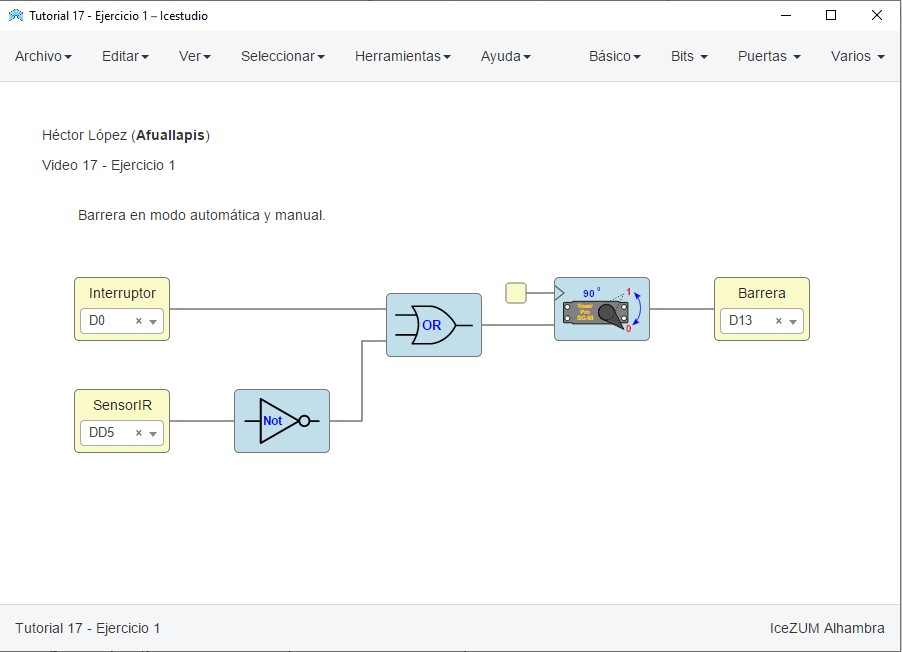 Tutorial 17 - Ejercicio 1 – Icestudio
Archivo Editar Ver Seleccionar Herramientas Ayuda Básico Bits Puertas Varios
Héctor López (Afuallapis)
Video 17 - Ejercicio 1
Barrera en modo automática y manual.
Interruptor
D0 ×
SensorIR
DD5 ×
Not
OR
90°
1
Tower
Pro
SG-90
0
Barrera
D13 ×
Tutorial 17 - Ejercicio 1
IceZUM Alhambra